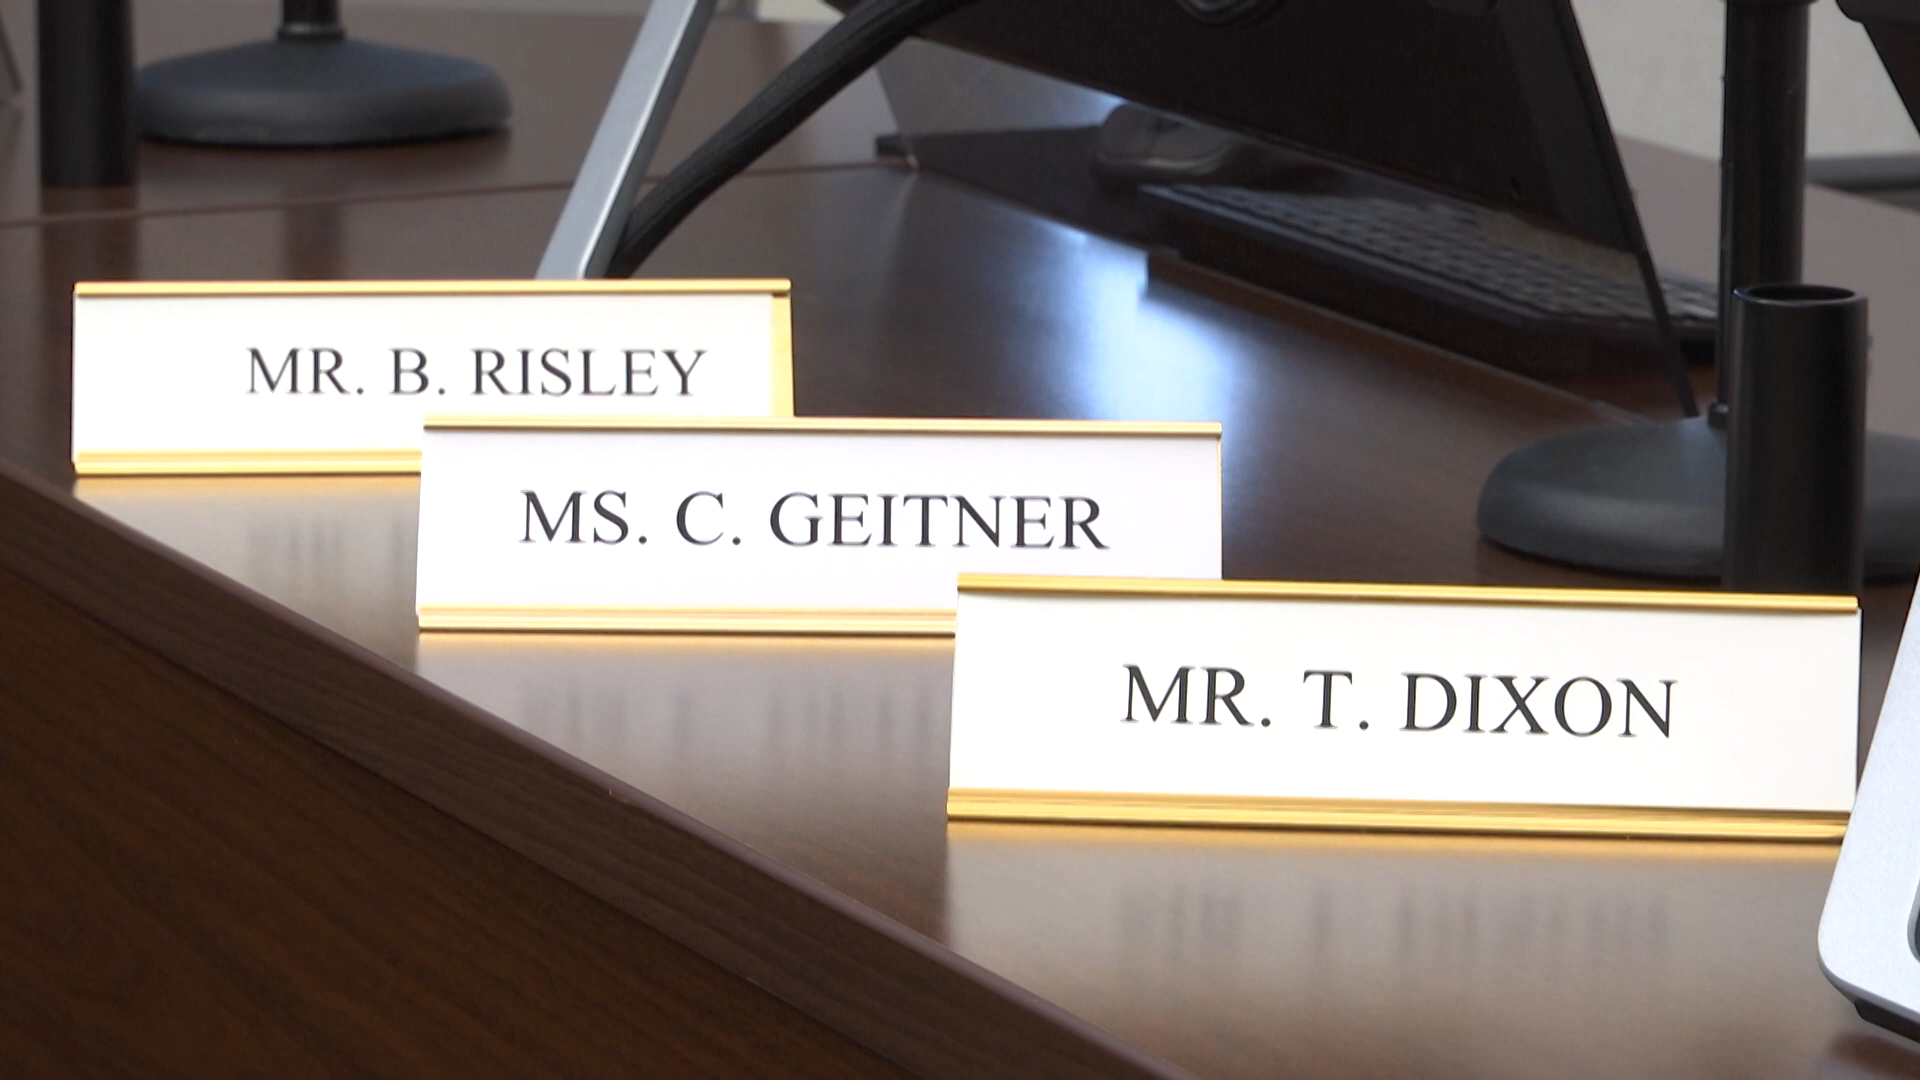 MR. B. RISLEY
MS. C. GEITNER
MR. T. DIXON